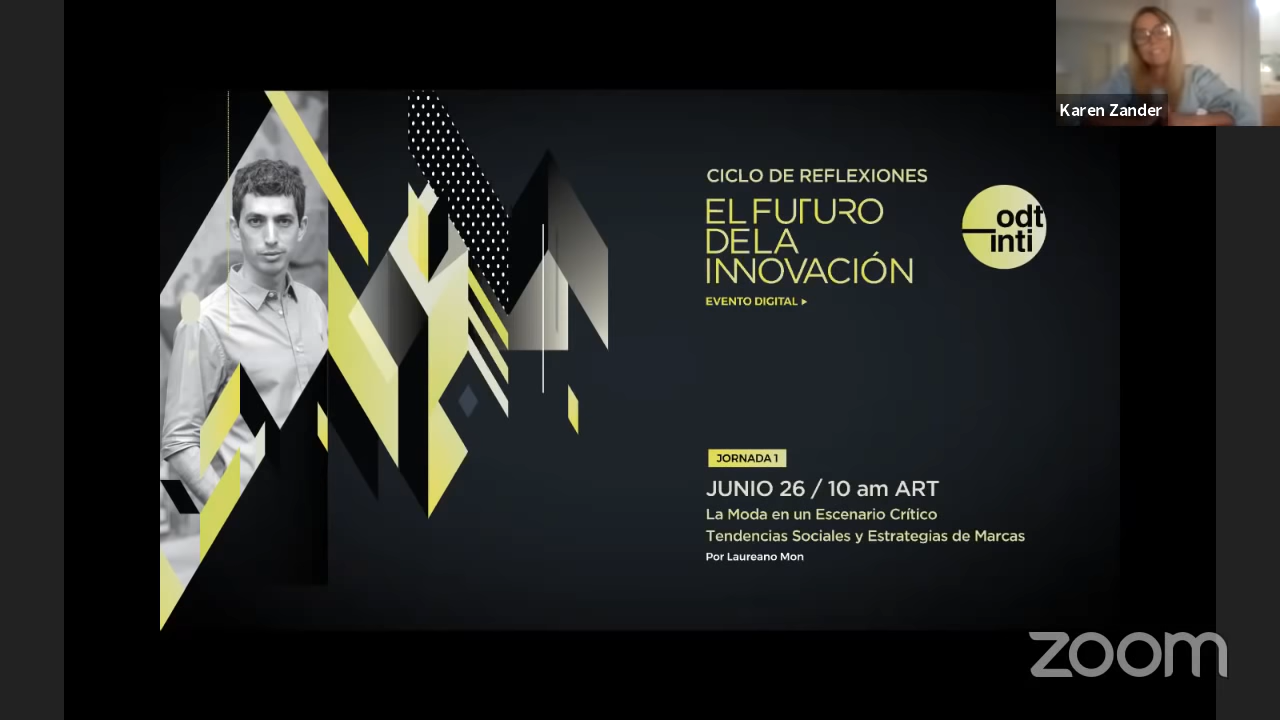 Karen Zander
CICLO DE REFLEXIONES
EL FUTURO
DE LA
INNOVACIÓN
EVENTO DIGITAL
odt
inti
JORNADA 1
JUNIO 26 / 10 am ART
La Moda en un Escenario Crítico
Tendencias Sociales y Estrategias de Marcas
Por Laureano Mon
zoom